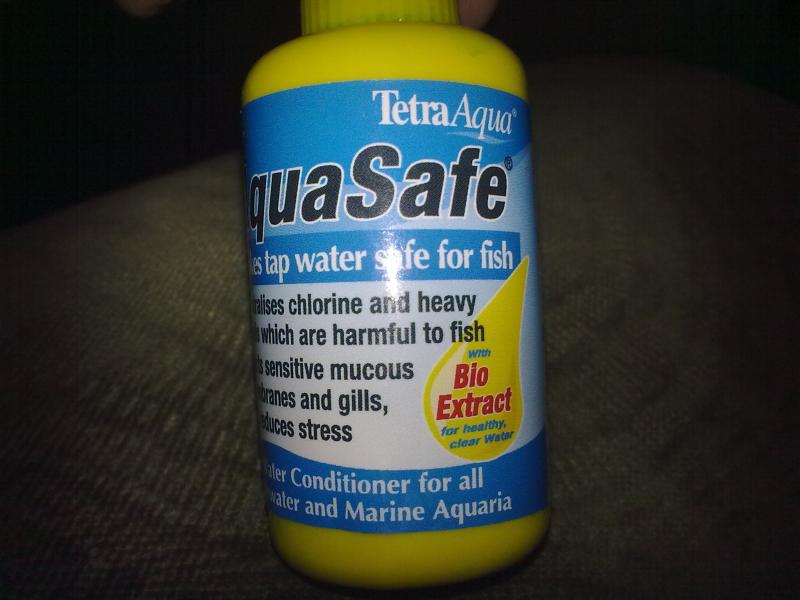 TetraAqua®
quaSafe®
es tap water safe for fish
ralises chlorine and heavy
s which are harmful to fish
ts sensitive mucous
branes and gills,
educes stress
With
Bio
Extract
for healthy,
clear Water
ater Conditioner for all
water and Marine Aquaria